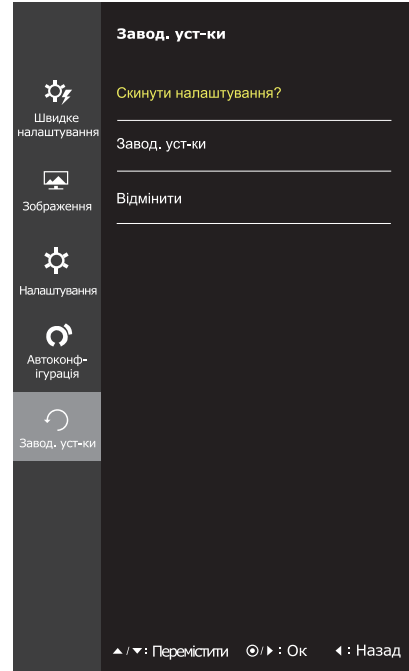 Завод. уст-ки
Скинути налаштування?
Завод. уст-ки
Відмінити
Швидке
налаштування
Зображення
Налаштування
Автоконф-
ігурація
Завод. уст-ки
▲/▼: Перемістити ⦿/▶: Ок ◀: Назад